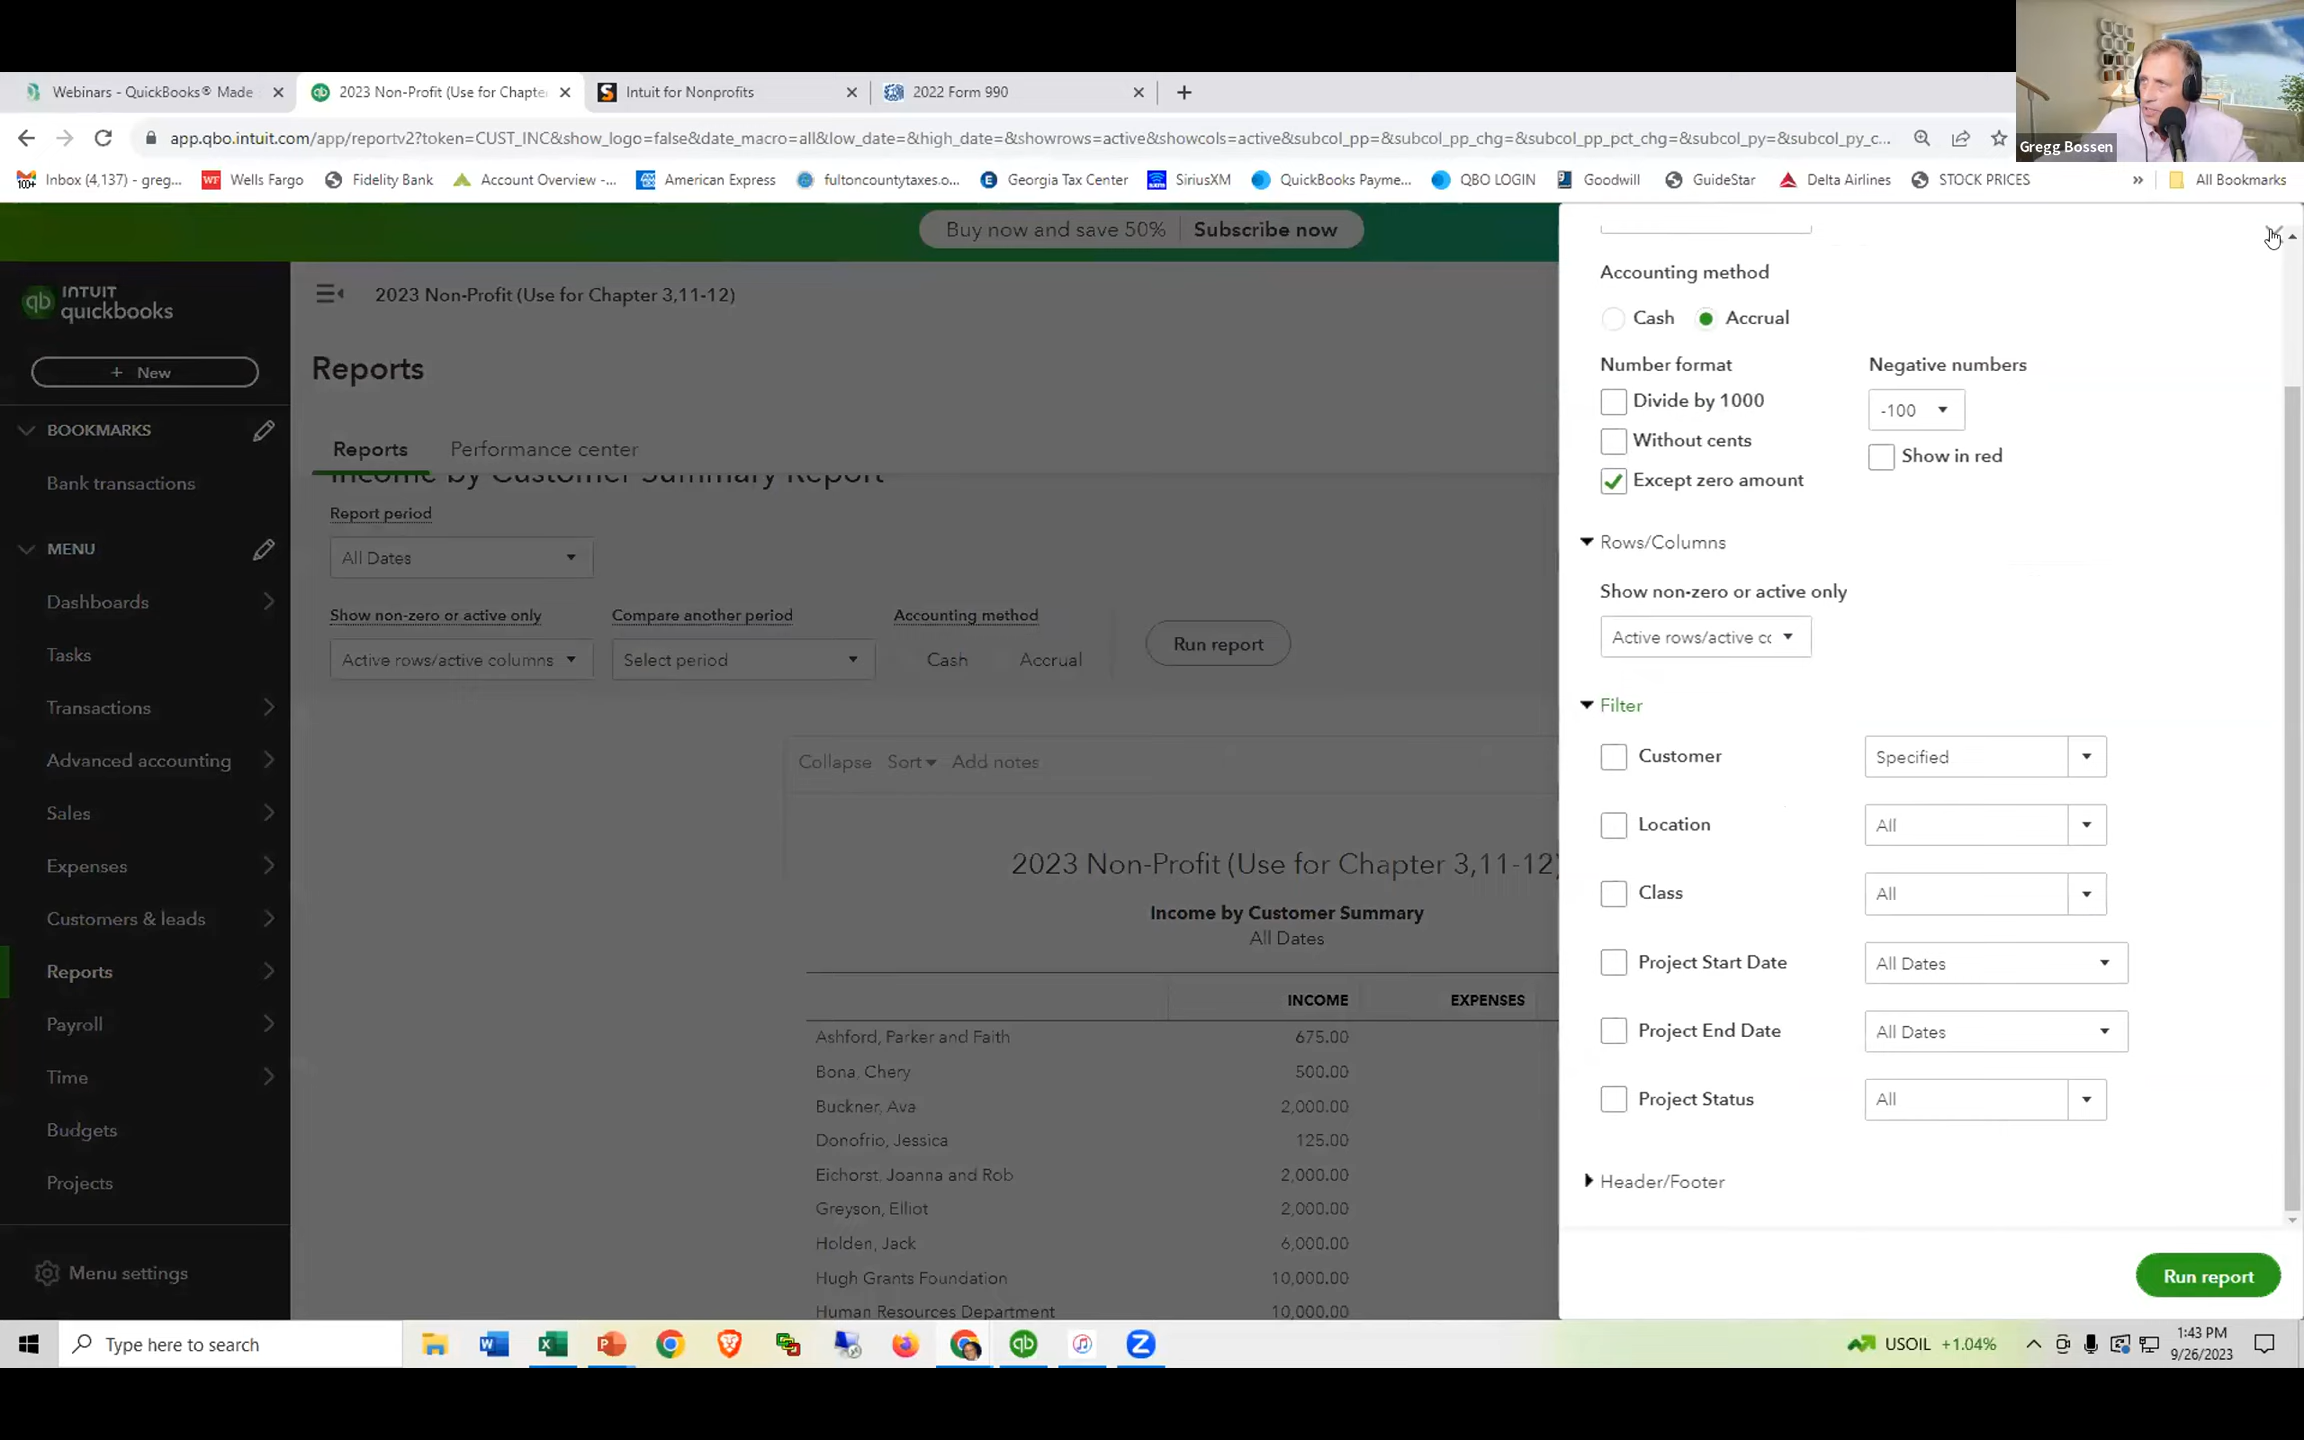 Webinars - QuickBooks® Made
2023 Non-Profit (Use for Chapte
Intuit for Nonprofits
2022 Form 990
app.qbo.intuit.com/app/reportv2?token=CUST_INC&show_logo=false&date_macro=all&low_date=&high_date=&showrows=active&showcols=active&subcol_pp=&subcol_pp_chg=&subcol_pp_pct_chg=&subcol_py=&subcol_py_c...
Gregg Bossen
100+ Inbox (4,137) - greg...
WF Wells Fargo
Fidelity Bank
Account Overview -...
American Express
fultoncountytaxes.o...
Georgia Tax Center
SiriusXM
QuickBooks Payme...
QBO LOGIN
Goodwill
GuideStar
Delta Airlines
STOCK PRICES
»
All Bookmarks
Buy now and save 50% Subscribe now
qb INTUIT quickbooks
+ New
BOOKMARKS
Bank transactions
MENU
Dashboards
Tasks
Transactions
Advanced accounting
Sales
Expenses
Customers & leads
Reports
Payroll
Time
Budgets
Projects
Menu settings
2023 Non-Profit (Use for Chapter 3,11-12)
Reports
Reports Performance center
Income by Customer Summary Report
Report period
All Dates
Show non-zero or active only Compare another period Accounting method
Active rows/active columns Select period Cash Accrual Run report
Collapse Sort Add notes
2023 Non-Profit (Use for Chapter 3,11-12)
Income by Customer Summary
All Dates
INCOME EXPENSES
Ashford, Parker and Faith 675.00
Bona, Chery 500.00
Buckner, Ava 2,000.00
Donofrio, Jessica 125.00
Eichorst, Joanna and Rob 2,000.00
Greyson, Elliot 2,000.00
Holden, Jack 6,000.00
Hugh Grants Foundation 10,000.00
Human Resources Department 10,000.00
Accounting method
Cash Accrual
Number format Negative numbers
Divide by 1000 -100
Without cents Show in red
Except zero amount
Rows/Columns
Show non-zero or active only
Active rows/active cc
Filter
Customer Specified
Location All
Class All
Project Start Date All Dates
Project End Date All Dates
Project Status All
Header/Footer
Run report
Type here to search
USOIL +1.04%
1:43 PM
9/26/2023